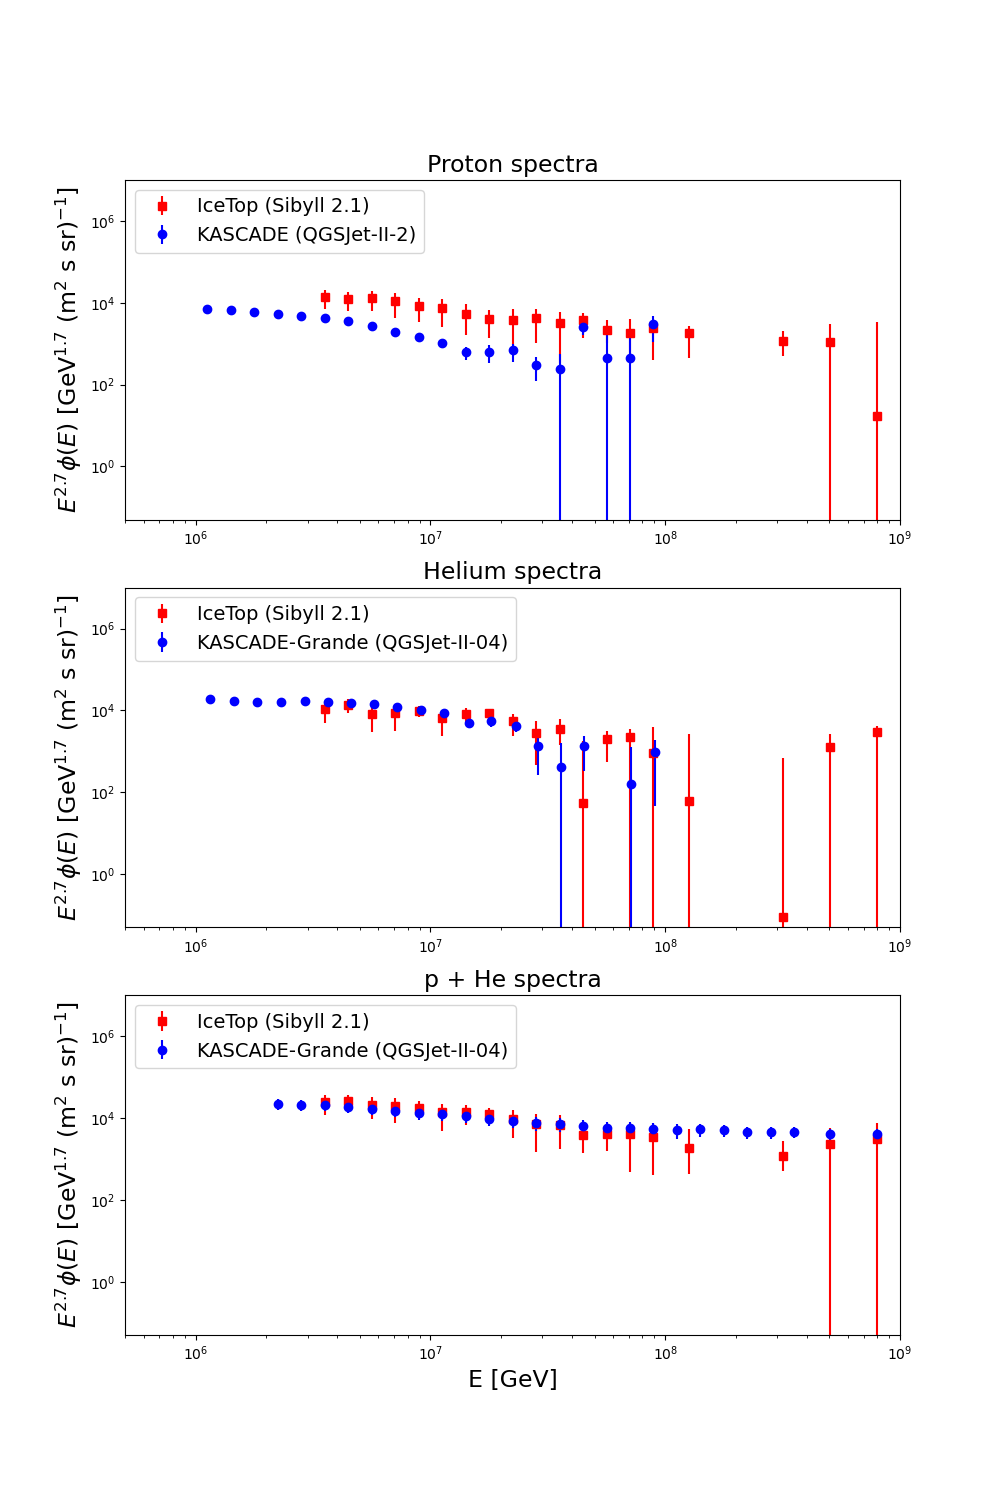 Proton spectra
E^2.7 ϕ(E) [GeV^1.7 (m^2 s sr)^−1]
IceTop (Sibyll 2.1)
KASCADE (QGSJet-II-2)
10^6
10^4
10^2
10^0
10^6 10^7 10^8 10^9
Helium spectra
E^2.7 ϕ(E) [GeV^1.7 (m^2 s sr)^−1]
IceTop (Sibyll 2.1)
KASCADE-Grande (QGSJet-II-04)
10^6
10^4
10^2
10^0
10^6 10^7 10^8 10^9
p + He spectra
E^2.7 ϕ(E) [GeV^1.7 (m^2 s sr)^−1]
IceTop (Sibyll 2.1)
KASCADE-Grande (QGSJet-II-04)
10^6
10^4
10^2
10^0
10^6 10^7 10^8 10^9
E [GeV]